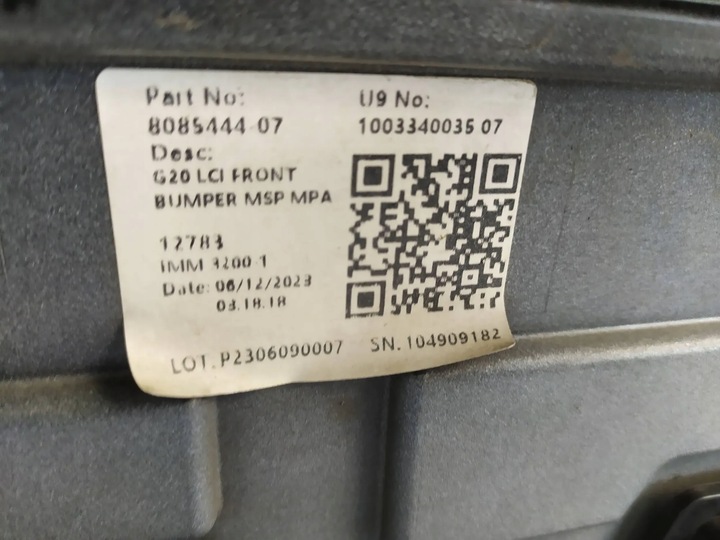 Part No:
8085444-07
Desc:
G20 LCI FRONT
BUMPER MSP MPA
12783
IMM 3200-1
Date: 06/12/2023
03.18.18
U9 No:
1003340035 07
LOT. P2306090007
SN. 104909182